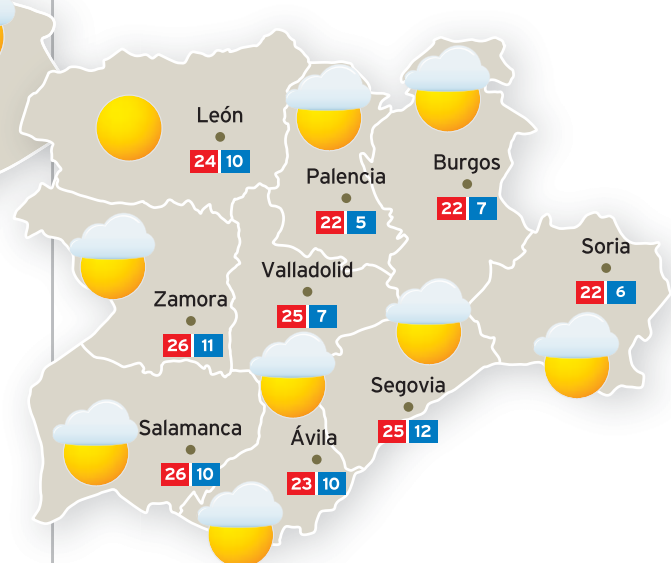 León
24 10
Palencia
22 5
Burgos
22 7
Soria
22 6
Valladolid
25 7
Zamora
26 11
Segovia
25 12
Salamanca
26 10
Ávila
23 10